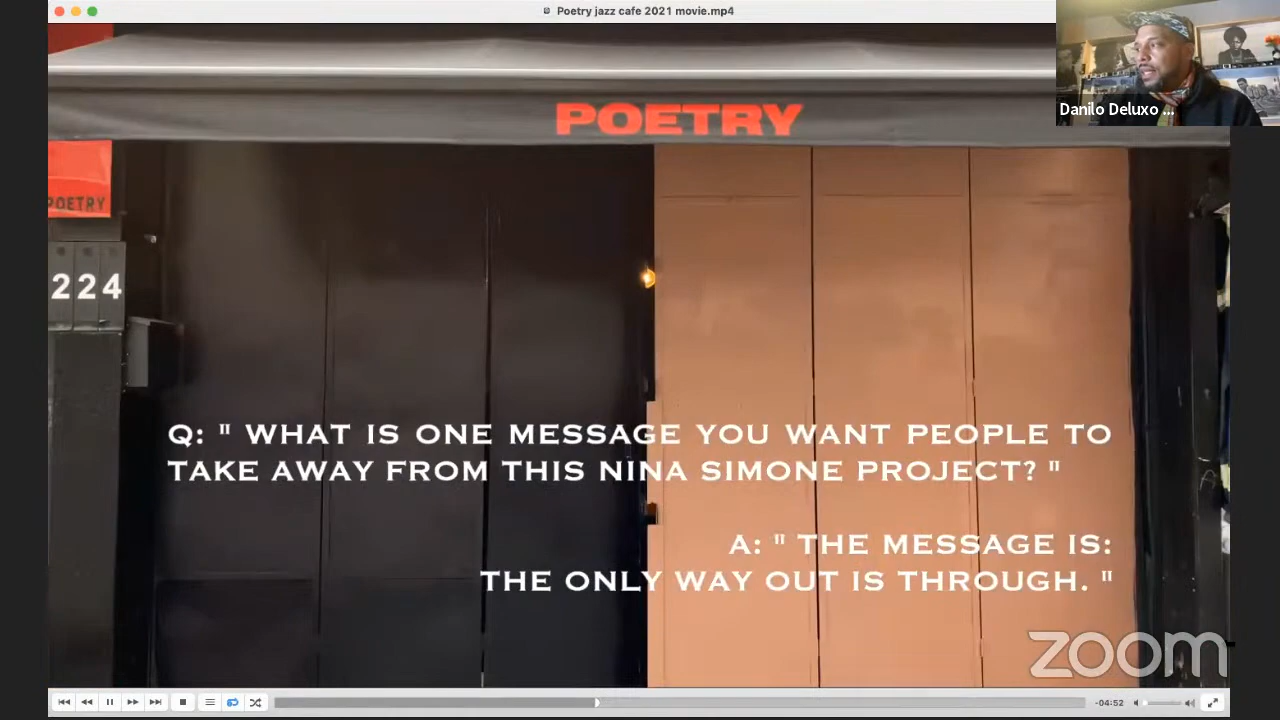 Poetry jazz cafe 2021 movie.mp4
Danilo Deluxo ...
POETRY
POETRY
224
Q: " WHAT IS ONE MESSAGE YOU WANT PEOPLE TO
TAKE AWAY FROM THIS NINA SIMONE PROJECT? "
A: " THE MESSAGE IS:
THE ONLY WAY OUT IS THROUGH. "
zoom
-04:52